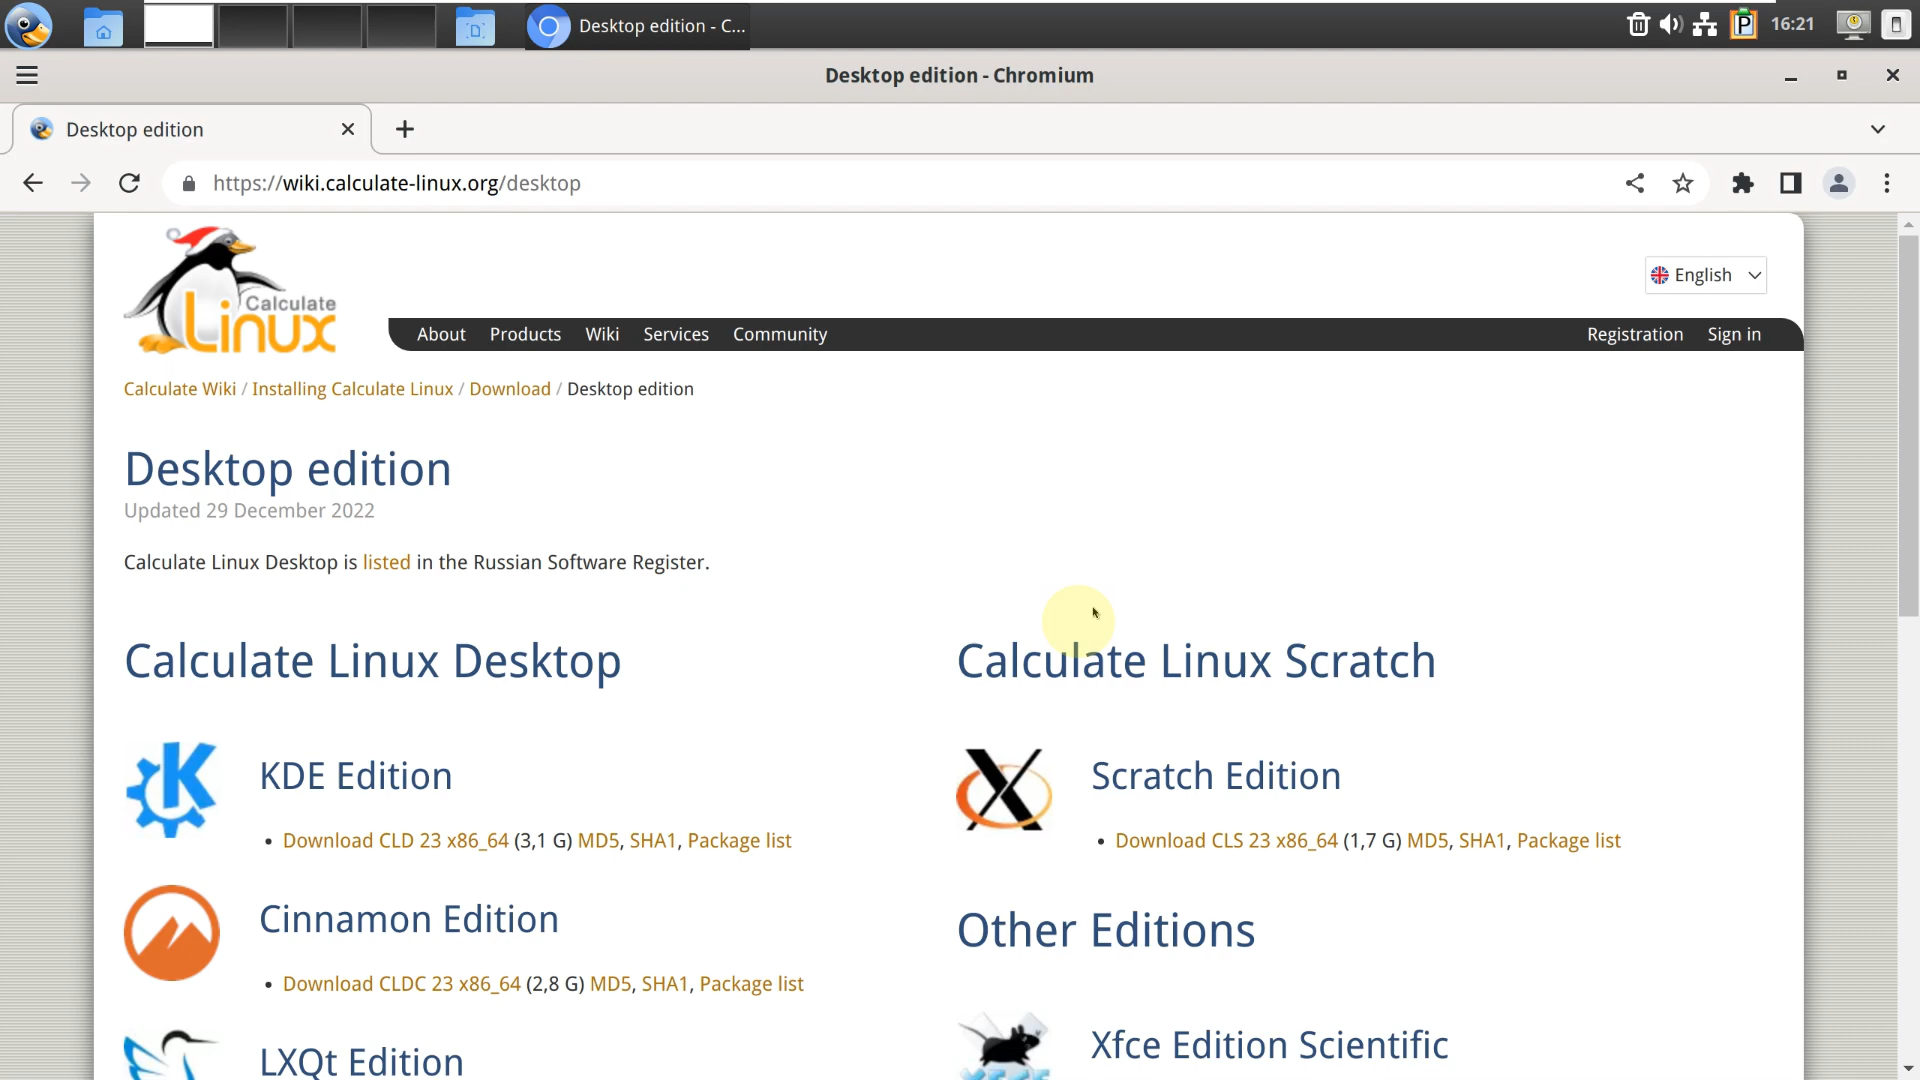 Desktop edition - C...
P
16:21
Desktop edition - Chromium
Desktop edition
https://wiki.calculate-linux.org/desktop
Calculate
Linux
English
About Products Wiki Services Community Registration Sign in
Calculate Wiki / Installing Calculate Linux / Download / Desktop edition
Desktop edition
Updated 29 December 2022
Calculate Linux Desktop is listed in the Russian Software Register.
Calculate Linux Desktop
KDE Edition
• Download CLD 23 x86_64 (3,1 G) MD5, SHA1, Package list
Cinnamon Edition
• Download CLDC 23 x86_64 (2,8 G) MD5, SHA1, Package list
LXQt Edition
Calculate Linux Scratch
Scratch Edition
• Download CLS 23 x86_64 (1,7 G) MD5, SHA1, Package list
Other Editions
Xfce Edition Scientific